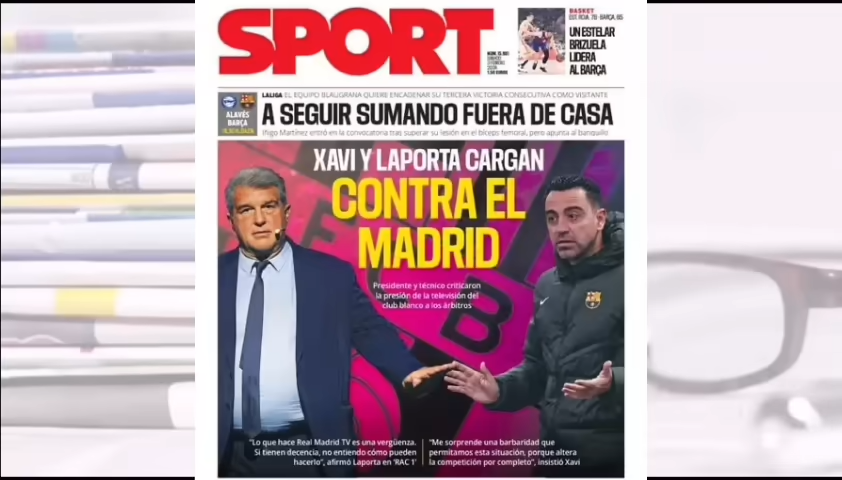 SPORT
BASKET
EST. ROJA, 78 - BARÇA, 85
UN ESTELAR
BRIZUELA
LIDERA
AL BARÇA
LALIGA EL EQUIPO BLAUGRANA QUIERE ENCADENAR SU TERCERA VICTORIA CONSECUTIVA COMO VISITANTE
A SEGUIR SUMANDO FUERA DE CASA
Iñigo Martínez entró en la convocatoria tras superar su lesión en el bíceps femoral, pero apunta al banquillo
ALAVÉS
BARÇA
XAVI Y LAPORTA CARGAN
CONTRA EL
MADRID
Presidente y técnico criticaron
la presión de la televisión del
club blanco a los árbitros
"Lo que hace Real Madrid TV es una vergüenza.
Si tienen decencia, no entiendo cómo pueden
hacerlo", afirmó Laporta en 'RAC 1'
"Me sorprende una barbaridad que
permitamos esta situación, porque altera
la competición por completo", insistió Xavi